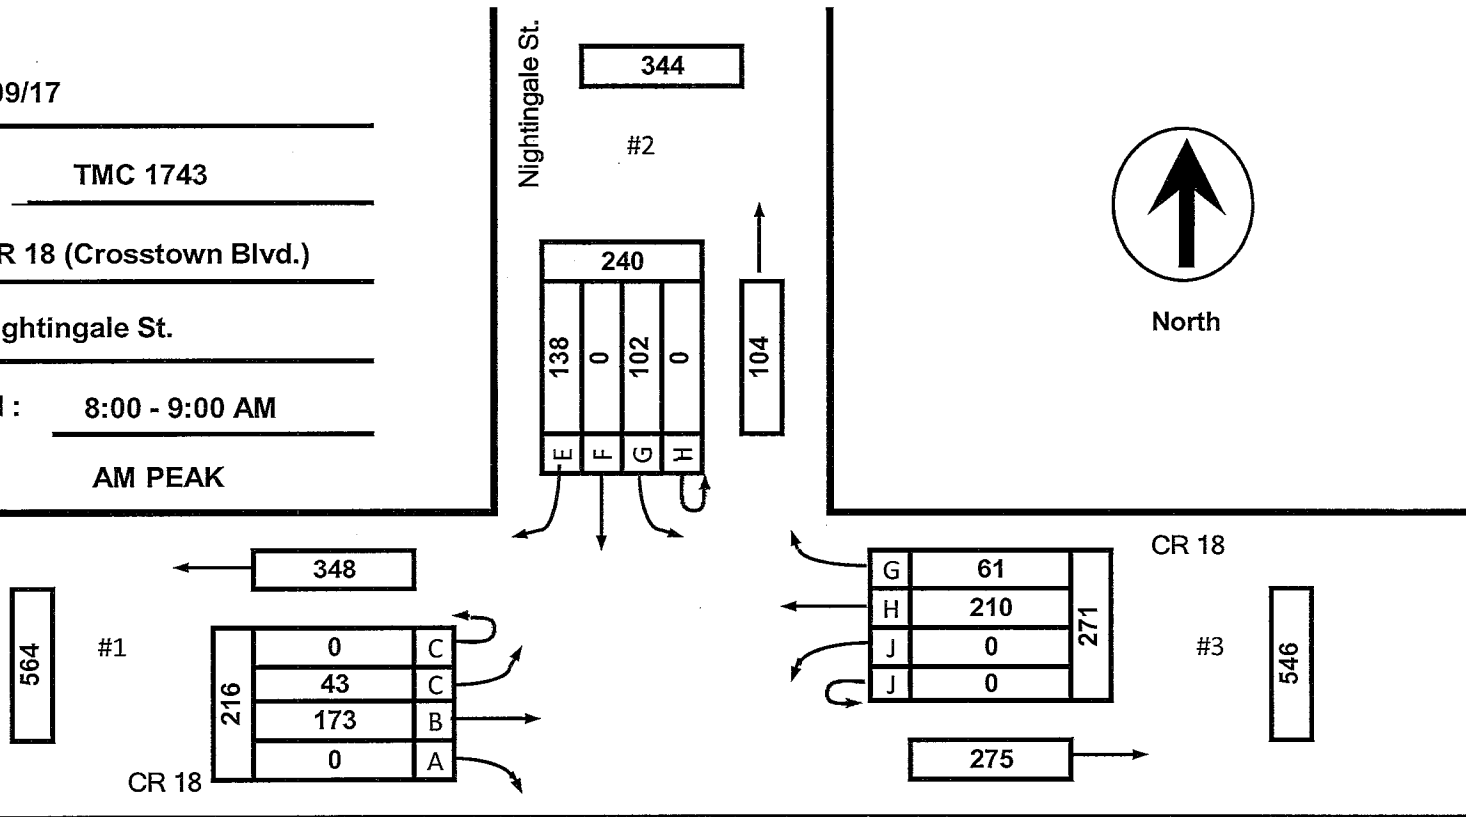 09/17
TMC 1743
R 18 (Crosstown Blvd.)
ghtingale St.
: 8:00 - 9:00 AM
AM PEAK
Nightingale St.
344
#2
240
138 0 102 0
E F G H
104
North
CR 18
348
564
#1
216
0 C
43 C
173 B
0 A
CR 18
G 61
H 210
J 0
J 0
271
#3
546
275